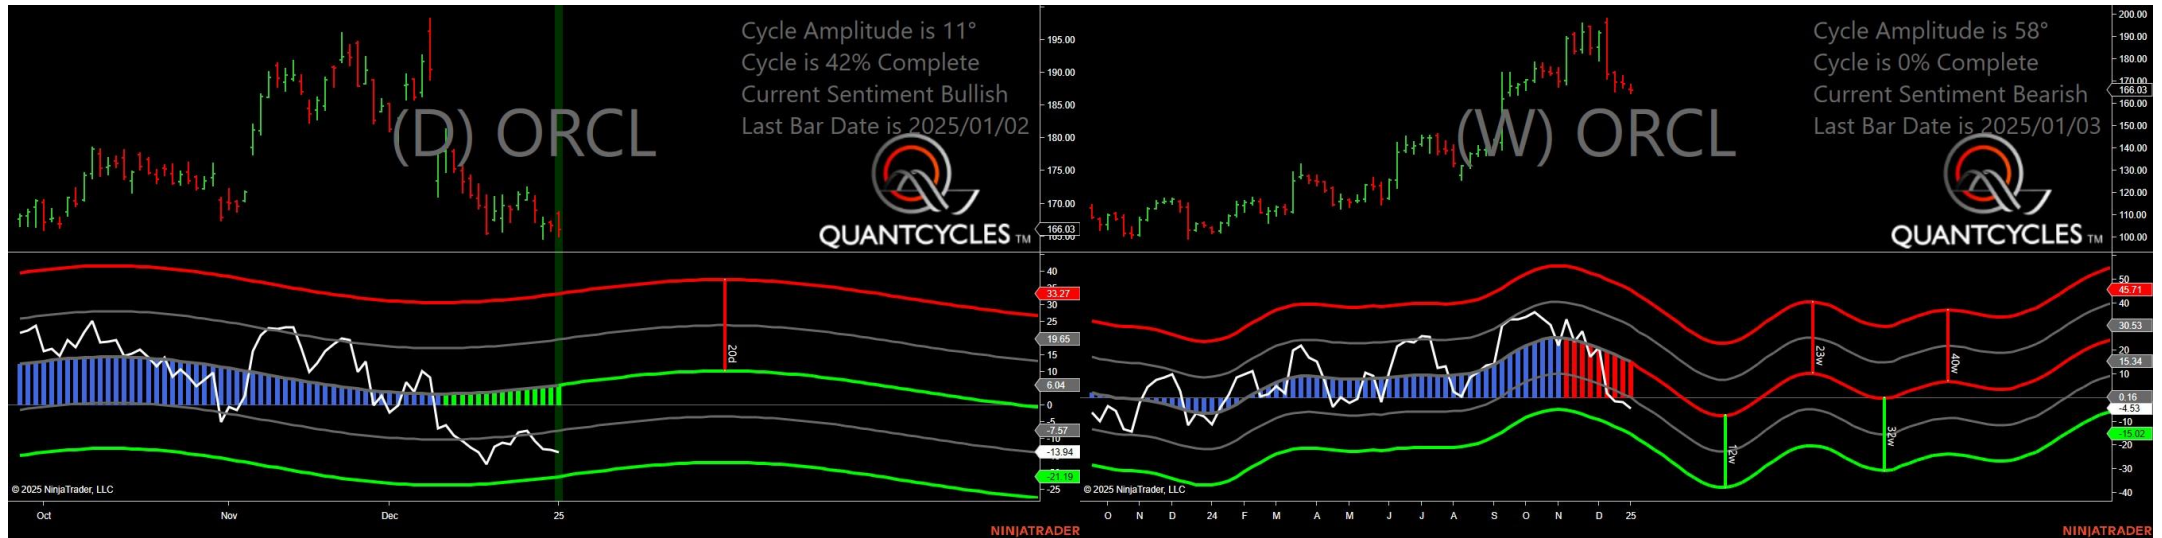 Cycle Amplitude is 11°
Cycle is 42% Complete
Current Sentiment Bullish
Last Bar Date is 2025/01/02
(D) ORCL
QUANTCYCLES TM
195.00
190.00
185.00
180.00
175.00
170.00
166.03
165.00
40
33.27
30
25
19.65
15
10
6.04
0
-5
-7.57
-10
-13.94
-21.19
-25
20d
© 2025 NinjaTrader, LLC
Oct Nov Dec 25
NINJATRADER
Cycle Amplitude is 58°
Cycle is 0% Complete
Current Sentiment Bearish
Last Bar Date is 2025/01/03
(W) ORCL
QUANTCYCLES TM
200.00
190.00
180.00
170.00
166.03
160.00
150.00
140.00
130.00
120.00
110.00
100.00
50
45.71
40
30.53
20
15.34
10
0.16
-4.53
-10
-15.02
-20
-30
-40
12w
23w
32w
40w
© 2025 NinjaTrader, LLC
O N D 24 F M A M J J A S O N D 25
NINJATRADER